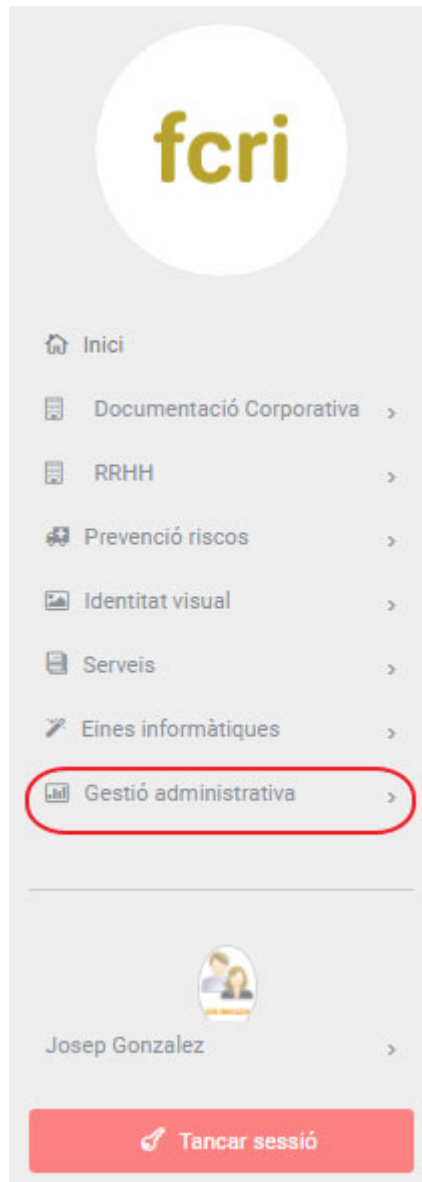 fcri
Inici
Documentació Corporativa
RRHH
Prevenció riscos
Identitat visual
Serveis
Eines informàtiques
Gestió administrativa
Josep Gonzalez
Tancar sessió